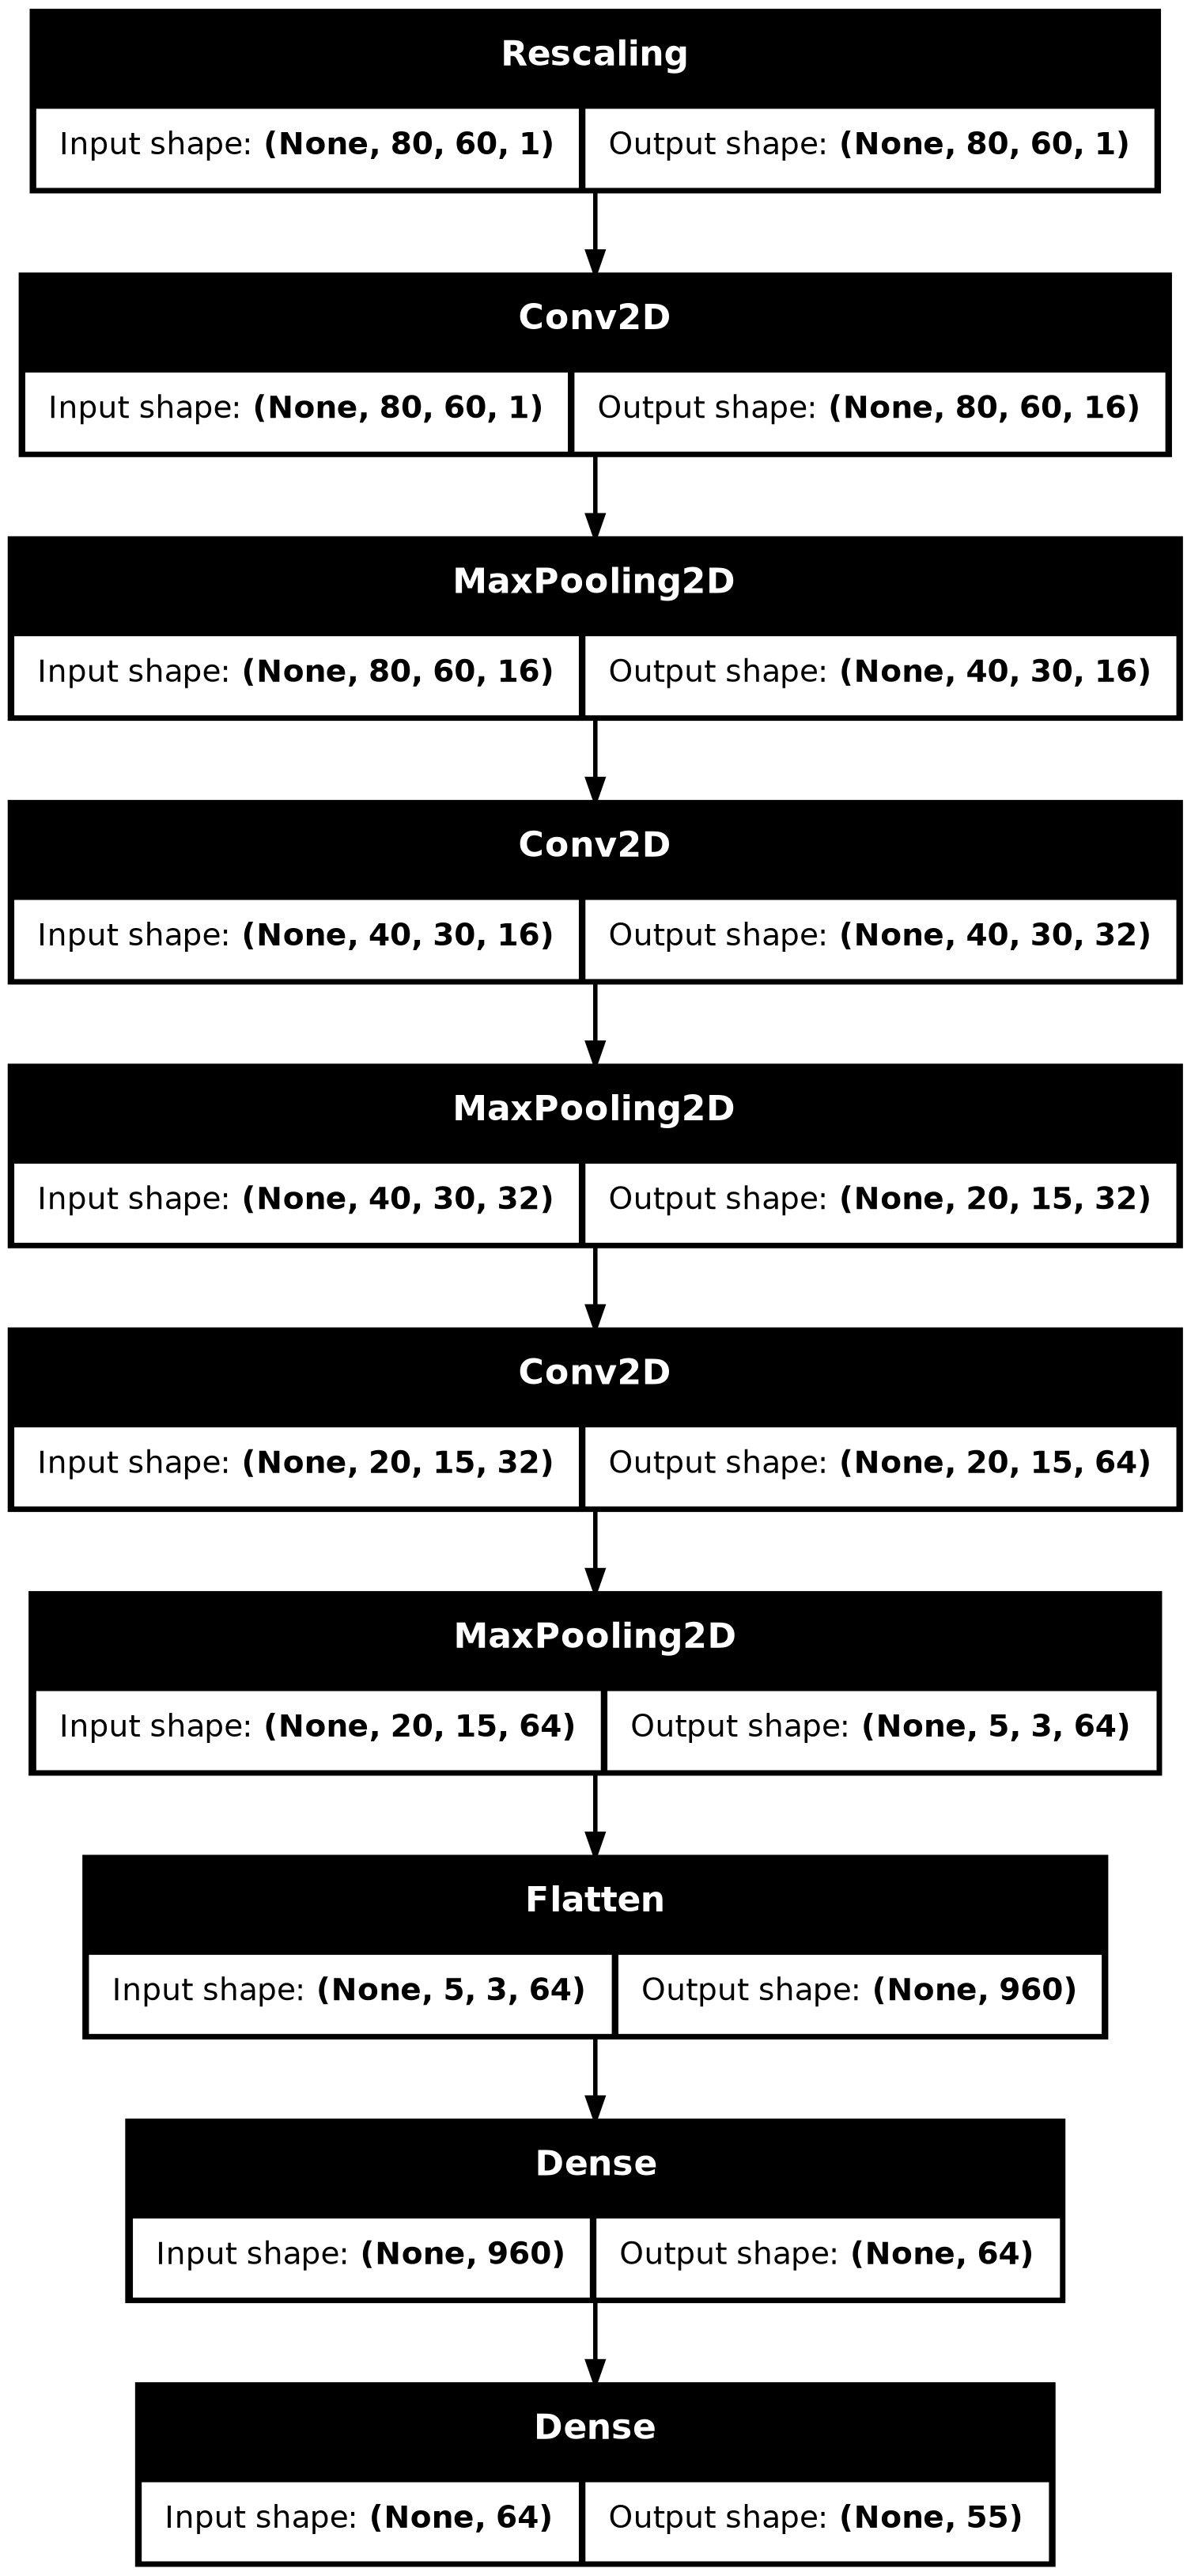 Rescaling
Input shape: (None, 80, 60, 1) Output shape: (None, 80, 60, 1)
Conv2D
Input shape: (None, 80, 60, 1) Output shape: (None, 80, 60, 16)
MaxPooling2D
Input shape: (None, 80, 60, 16) Output shape: (None, 40, 30, 16)
Conv2D
Input shape: (None, 40, 30, 16) Output shape: (None, 40, 30, 32)
MaxPooling2D
Input shape: (None, 40, 30, 32) Output shape: (None, 20, 15, 32)
Conv2D
Input shape: (None, 20, 15, 32) Output shape: (None, 20, 15, 64)
MaxPooling2D
Input shape: (None, 20, 15, 64) Output shape: (None, 5, 3, 64)
Flatten
Input shape: (None, 5, 3, 64) Output shape: (None, 960)
Dense
Input shape: (None, 960) Output shape: (None, 64)
Dense
Input shape: (None, 64) Output shape: (None, 55)